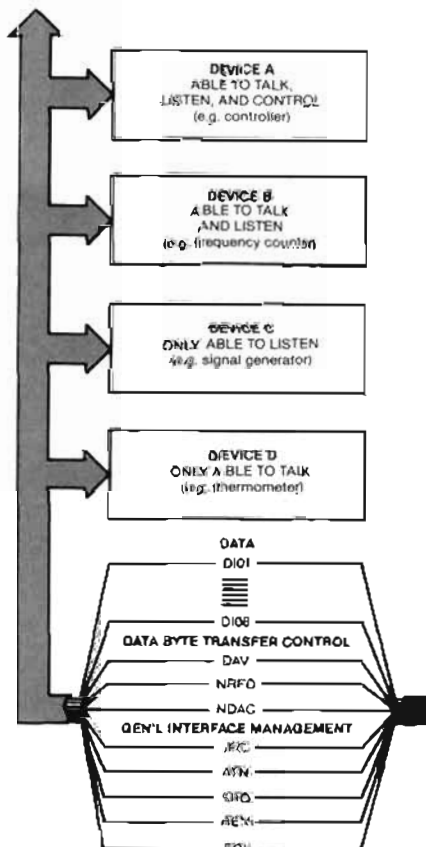 DEVICE A
ABLE TO TALK,
LISTEN, AND CONTROL
(e.g. controller)
DEVICE B
ABLE TO TALK
AND LISTEN
(e.g. frequency counter)
DEVICE C
ONLY ABLE TO LISTEN
(e.g. signal generator)
DEVICE D
ONLY ABLE TO TALK
(e.g. thermometer)
DATA
DIO1
DIO8
DATA BYTE TRANSFER CONTROL
DAV
NRFD
NDAC
GEN'L INTERFACE MANAGEMENT
ATN